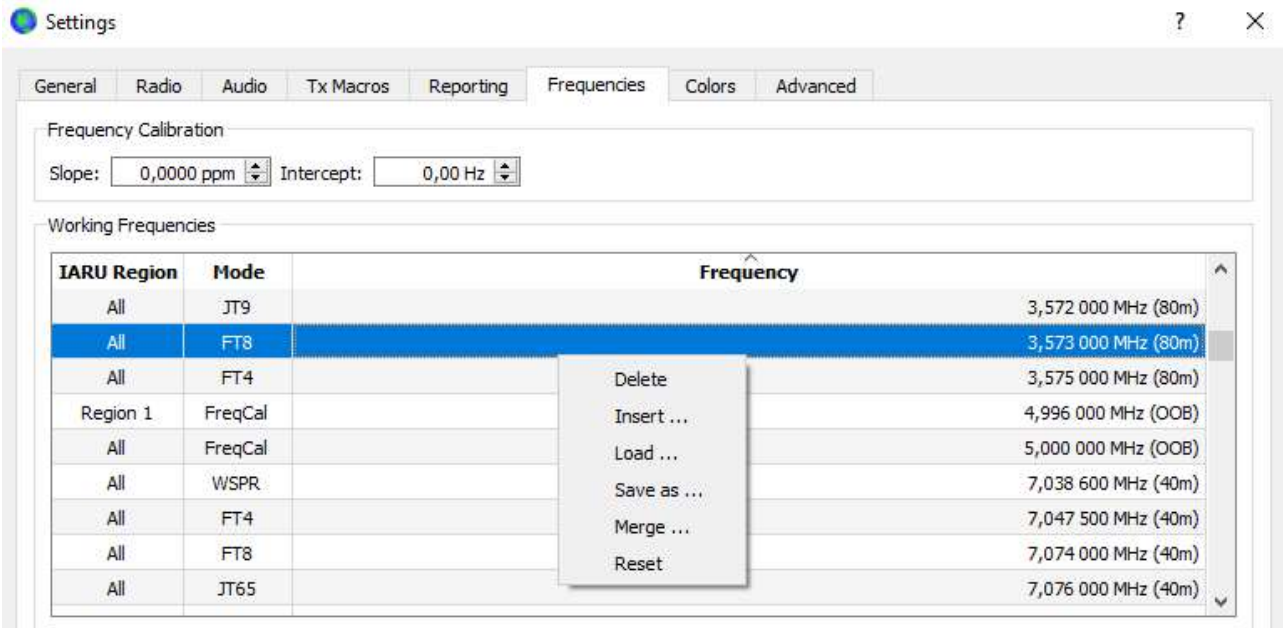 Settings
?
General Radio Audio Tx Macros Reporting Frequencies Colors Advanced
Frequency Calibration
Slope: 0,0000 ppm Intercept: 0,00 Hz
Working Frequencies
IARU Region Mode Frequency
All JT9 3,572 000 MHz (80m)
All FT8 3,573 000 MHz (80m)
All FT4 3,575 000 MHz (80m)
Region 1 FreqCal 4,996 000 MHz (OOB)
All FreqCal 5,000 000 MHz (OOB)
All WSPR 7,038 600 MHz (40m)
All FT4 7,047 500 MHz (40m)
All FT8 7,074 000 MHz (40m)
All JT65 7,076 000 MHz (40m)
Delete
Insert ...
Load ...
Save as ...
Merge ...
Reset